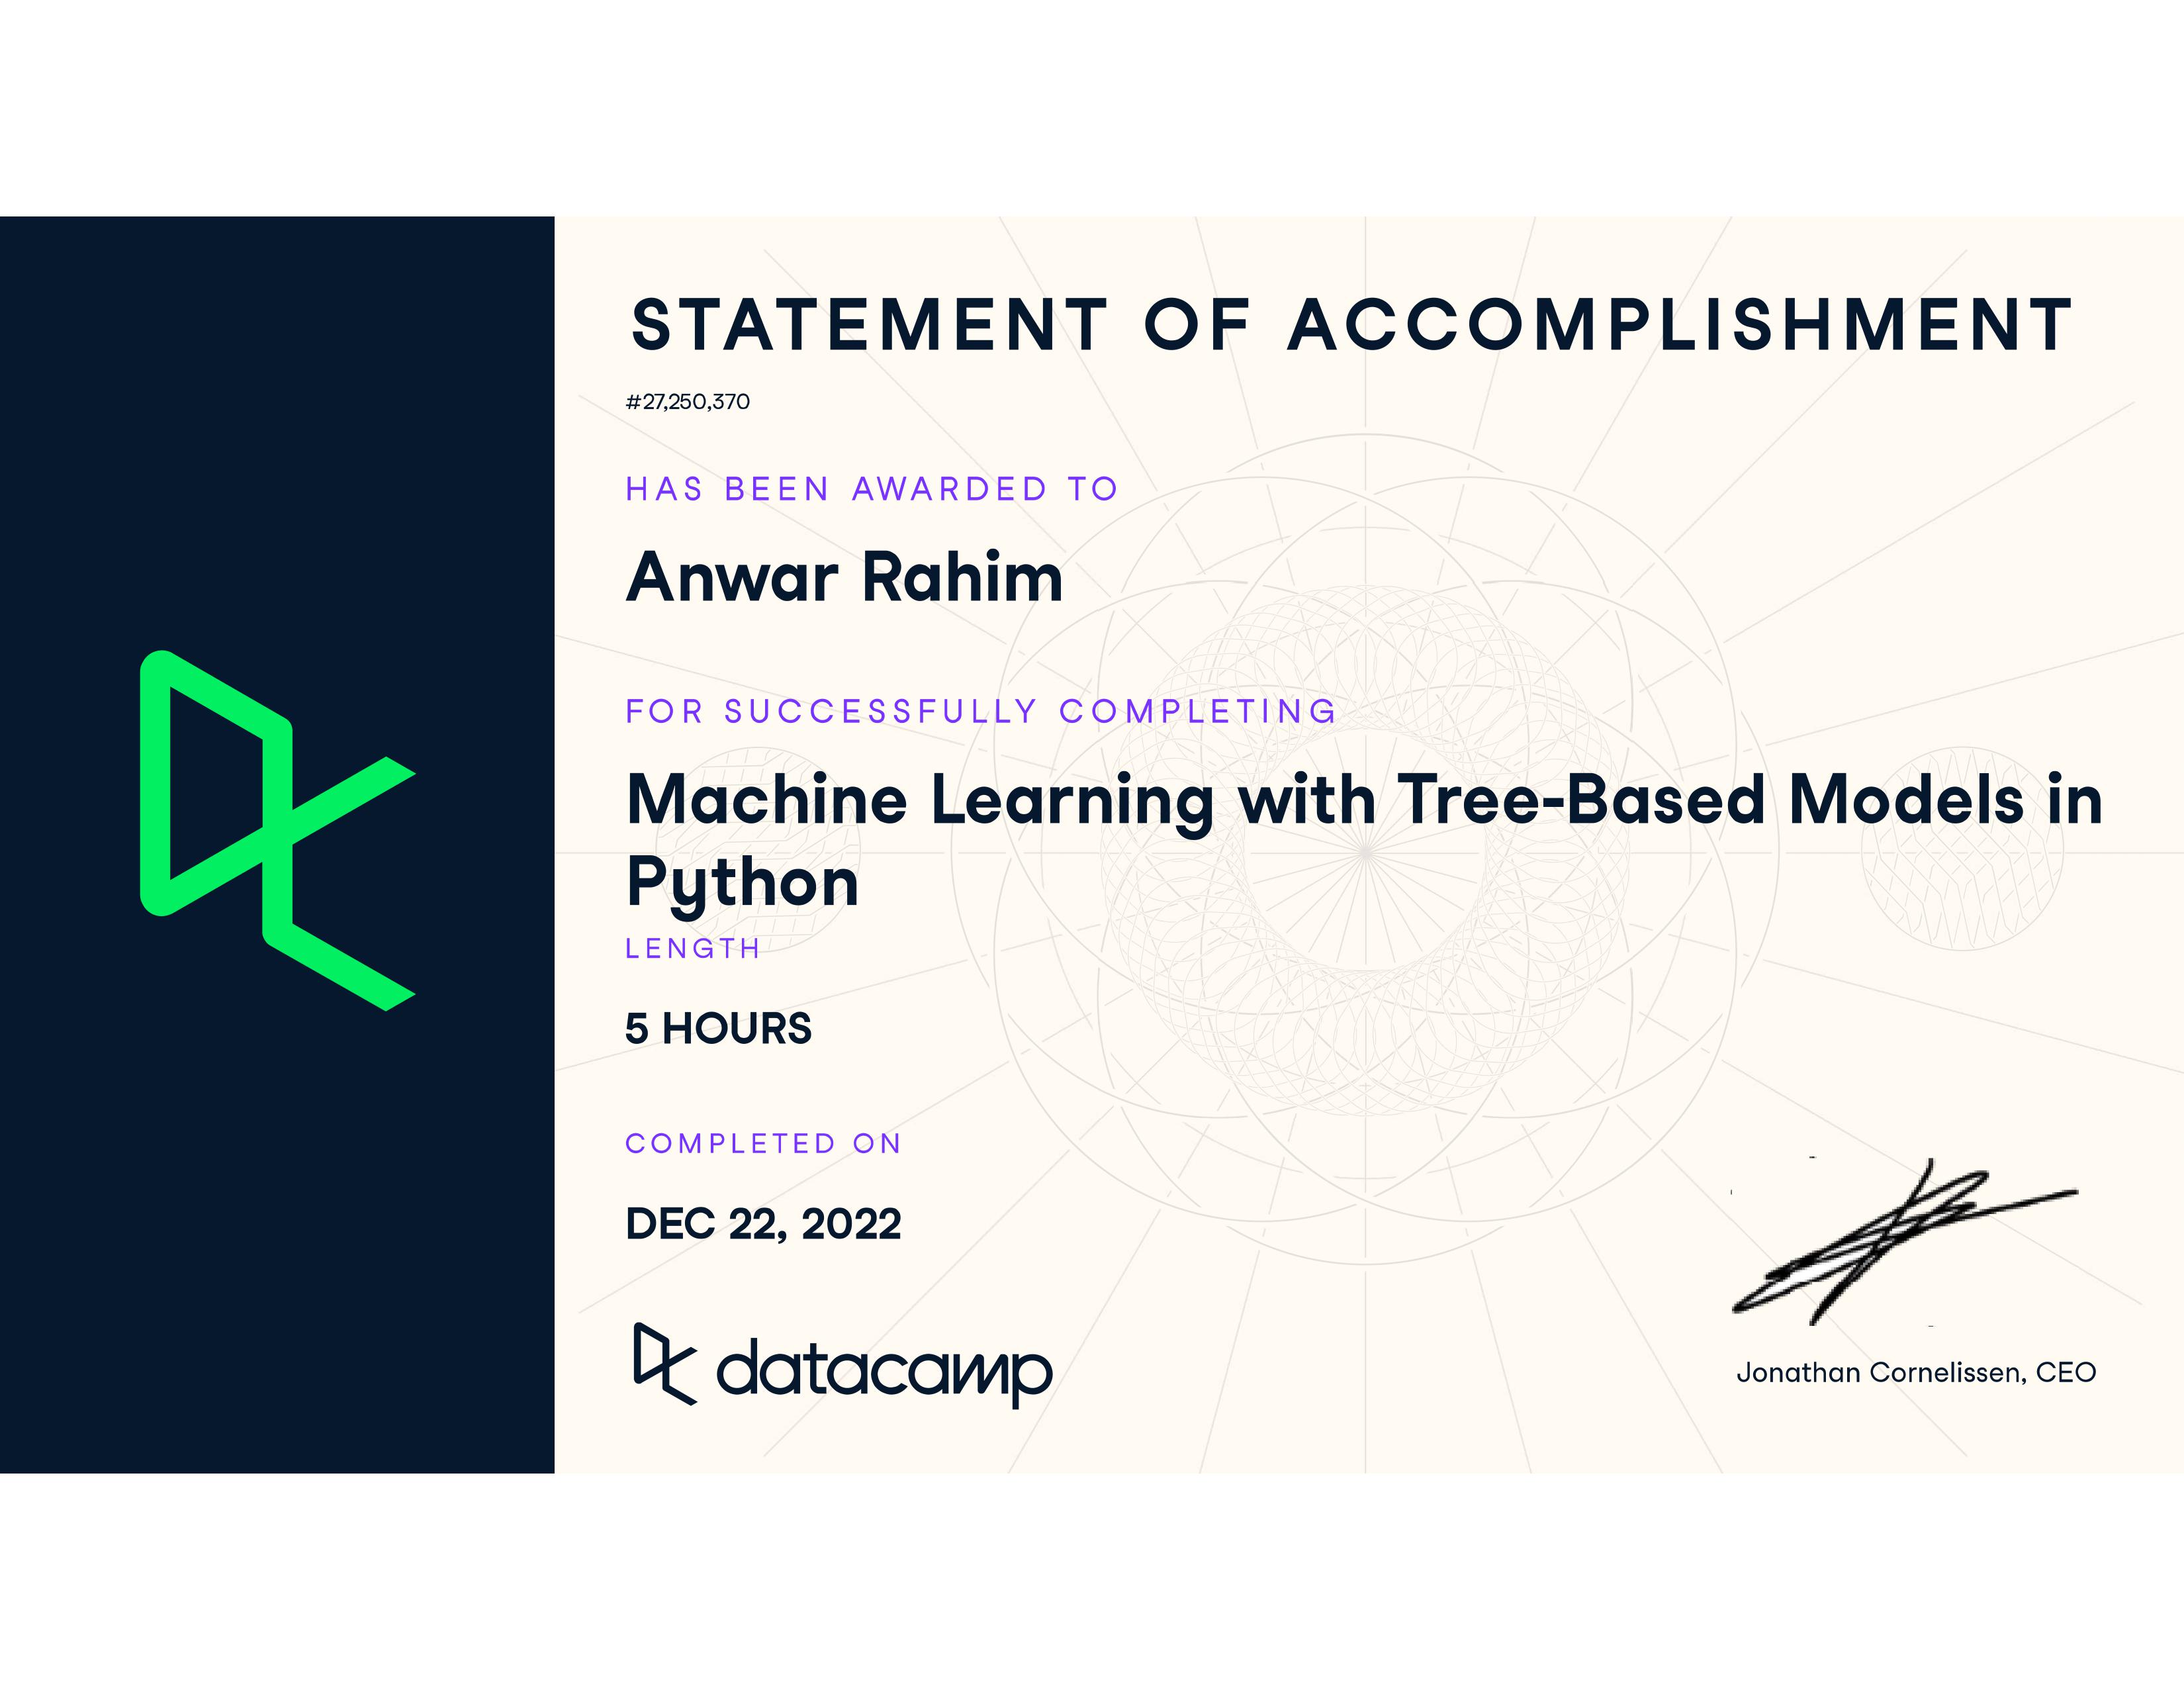 STATEMENT OF ACCOMPLISHMENT
#27,250,370
HAS BEEN AWARDED TO
Anwar Rahim
FOR SUCCESSFULLY COMPLETING
Machine Learning with Tree-Based Models in
Python
LENGTH
5 HOURS
COMPLETED ON
DEC 22, 2022
datacamp
Jonathan Cornelissen, CEO